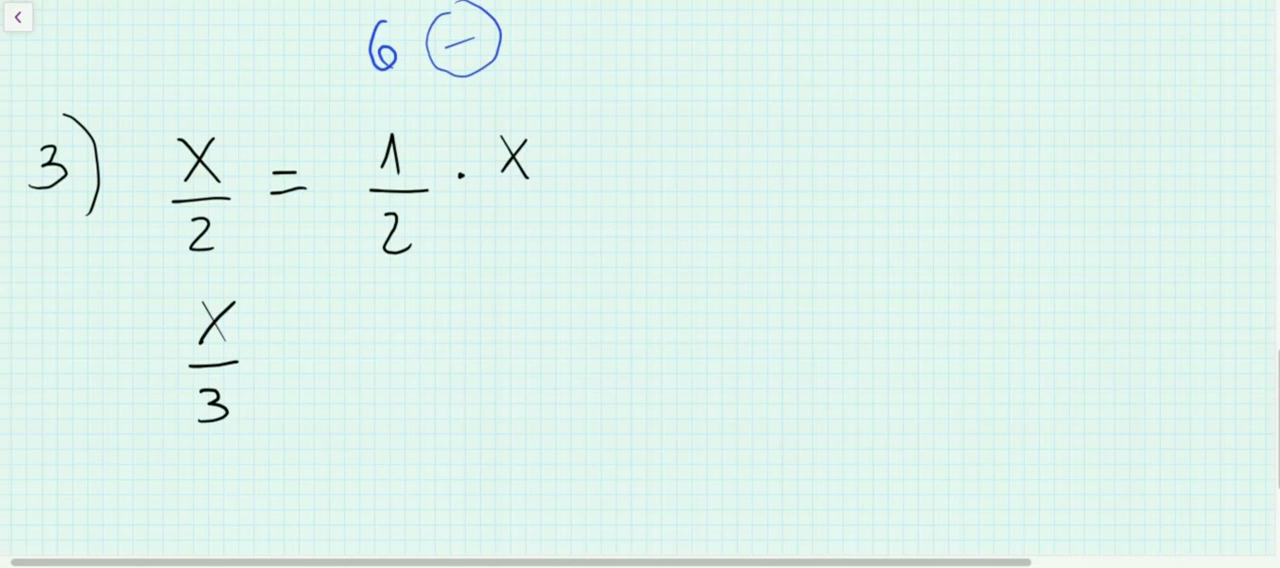 6 ⊖
3) x/2 = 1/2 · x
x/3